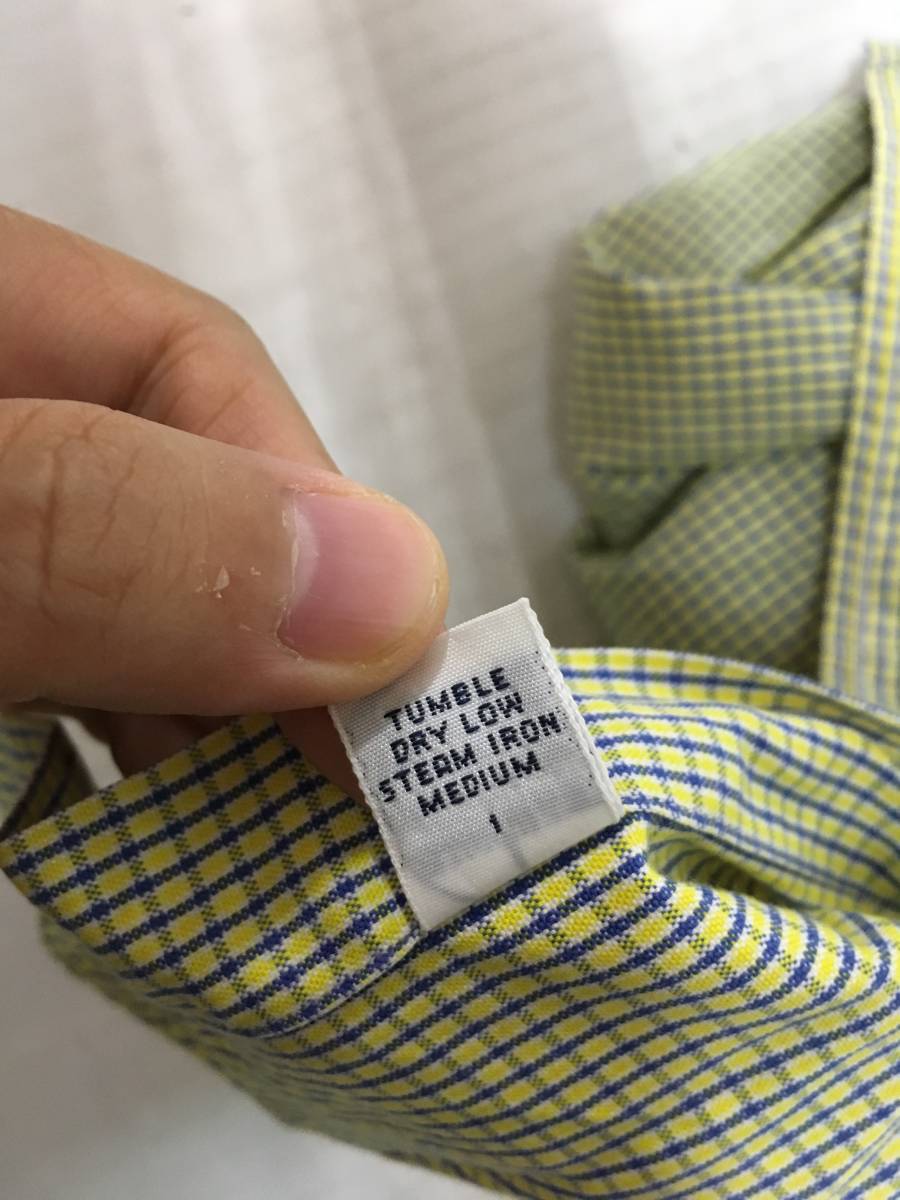 TUMBLE
DRY LOW
STEAM IRON
MEDIUM
1